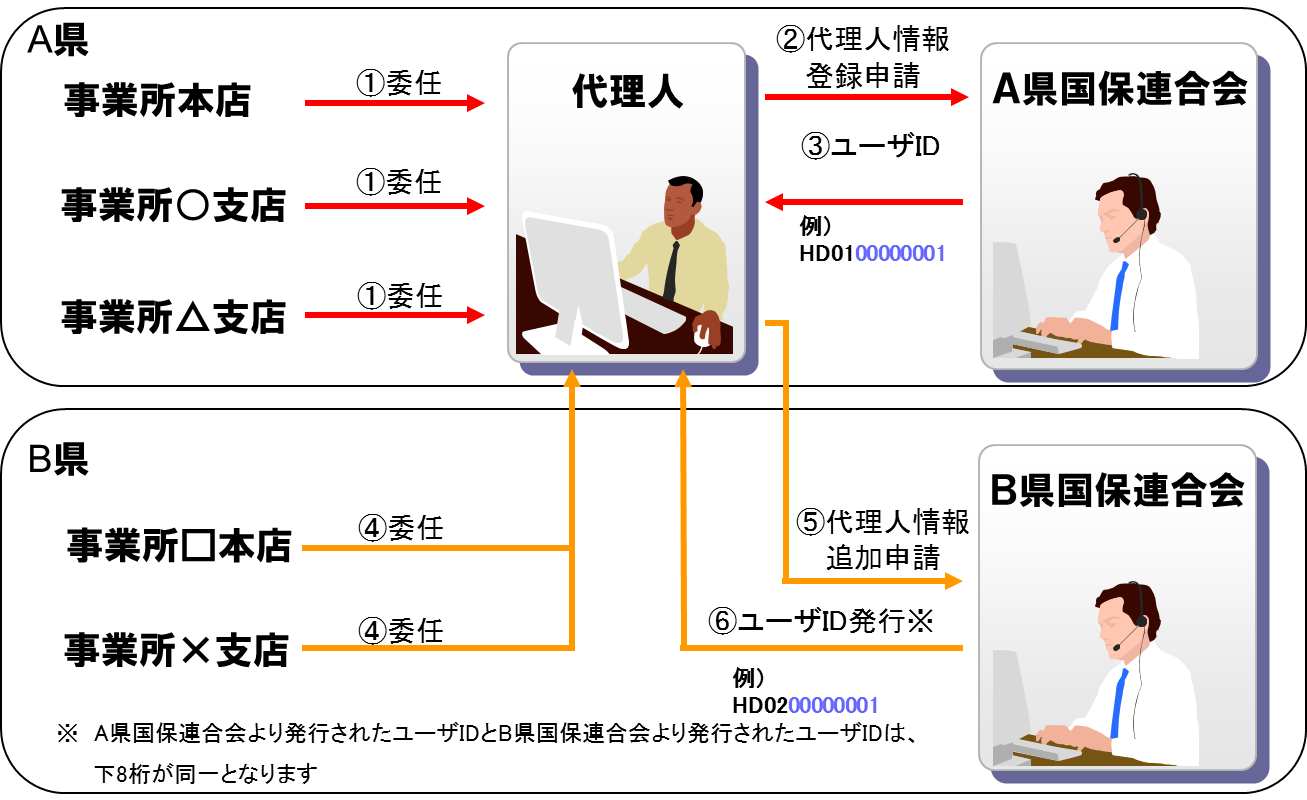 A県
事業所本店
①委任
代理人
②代理人情報
登録申請
A県国保連合会
③ユーザID
事業所○支店
①委任
例）
HD0100000001
事業所△支店
①委任
B県
B県国保連合会
事業所□本店
④委任
⑤代理人情報
追加申請
事業所×支店
④委任
⑥ユーザID発行※
例）
HD0200000001
※ A県国保連合会より発行されたユーザIDとB県国保連合会より発行されたユーザIDは、
下8桁が同一となります